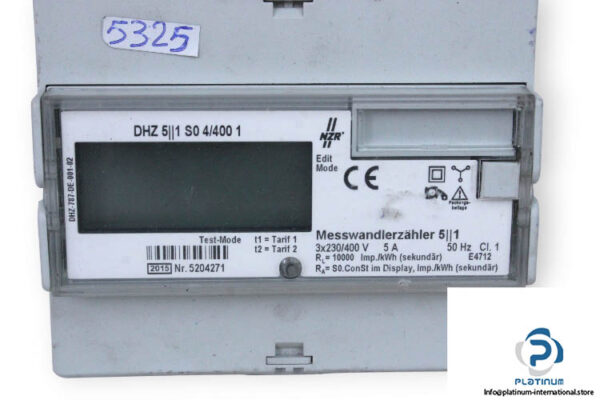 5325
DHZ 5||1 S0 4/400 1
NZR
Edit
Mode
CE
DHZ-787-DE-001-02
Test-Mode
t1 = Tarif 1
t2 = Tarif 2
2015 Nr. 5204271
Messwandlerzähler 5||1
3x230/400 V 5 A 50 Hz Cl. 1
RL = 10000 Imp./kWh (sekundär) E4712
RA = S0.ConSt im Display, Imp./kWh (sekundär)
PLATINUM
Info@platinum-international.store